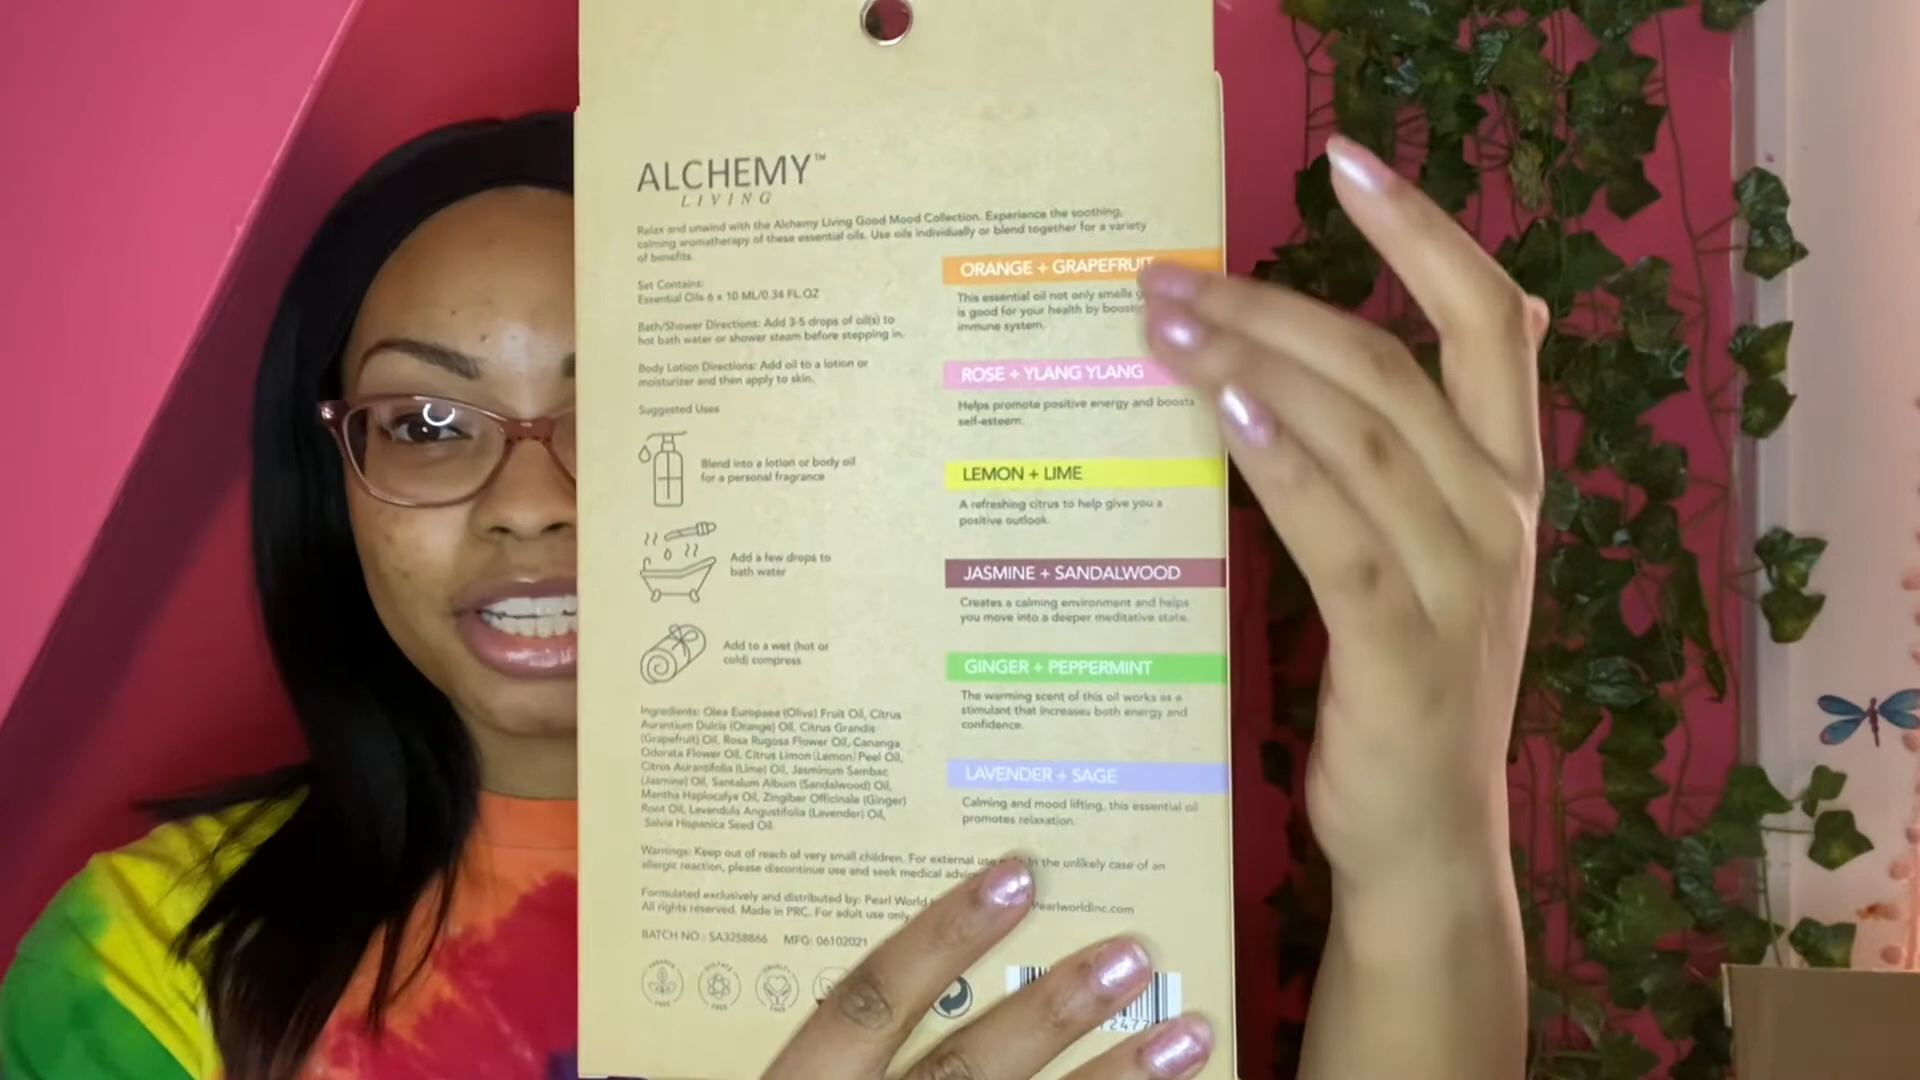 ALCHEMY™
LIVING
Relax and unwind with the Alchemy Living Good Mood Collection. Experience the soothing,
calming aromatherapy of these essential oils. Use oils individually or blend together for a variety
of benefits.
Set Contains:
Essential Oils 6 x 10 ML/0.34 FL.OZ
Bath/Shower Directions: Add 3-5 drops of oil(s) to
hot bath water or shower steam before stepping in.
Body Lotion Directions: Add oil to a lotion or
moisturizer and then apply to skin.
Suggested Uses
Blend into a lotion or body oil
for a personal fragrance
Add a few drops to
bath water
Add to a wet (hot or
cold) compress
Ingredients: Olea Europaea (Olive) Fruit Oil, Citrus
Aurantium Dulcis (Orange) Oil, Citrus Grandis
(Grapefruit) Oil, Rosa Rugosa Flower Oil, Cananga
Odorata Flower Oil, Citrus Limon (Lemon) Peel Oil,
Citrus Aurantifolia (Lime) Oil, Jasminum Sambac
(Jasmine) Oil, Santalum Album (Sandalwood) Oil,
Mentha Haplocalyx Oil, Zingiber Officinale (Ginger)
Root Oil, Lavandula Angustifolia (Lavender) Oil,
Salvia Hispanica Seed Oil.
ORANGE + GRAPEFRUIT
This essential oil not only smells
is good for your health by
immune system.
ROSE + YLANG YLANG
Helps promote positive energy and boosts
self-esteem.
LEMON + LIME
A refreshing citrus to help give you a
positive outlook.
JASMINE + SANDALWOOD
Creates a calming environment and helps
you move into a deeper meditative state.
GINGER + PEPPERMINT
The warming scent of this oil works as a
stimulant that increases both energy and
confidence.
LAVENDER + SAGE
Calming and mood lifting, this essential oil
promotes relaxation.
Warnings: Keep out of reach of very small children. For external use In the unlikely case of an
allergic reaction, please discontinue use and seek medical
Formulated exclusively and distributed by: Pearl World Pearlworldinc.com
All rights reserved. Made in PRC. For adult use only.
BATCH NO.: SA3258866 MFG: 06102021
PARABEN FREE
SULFATE FREE
CRUELTY FREE